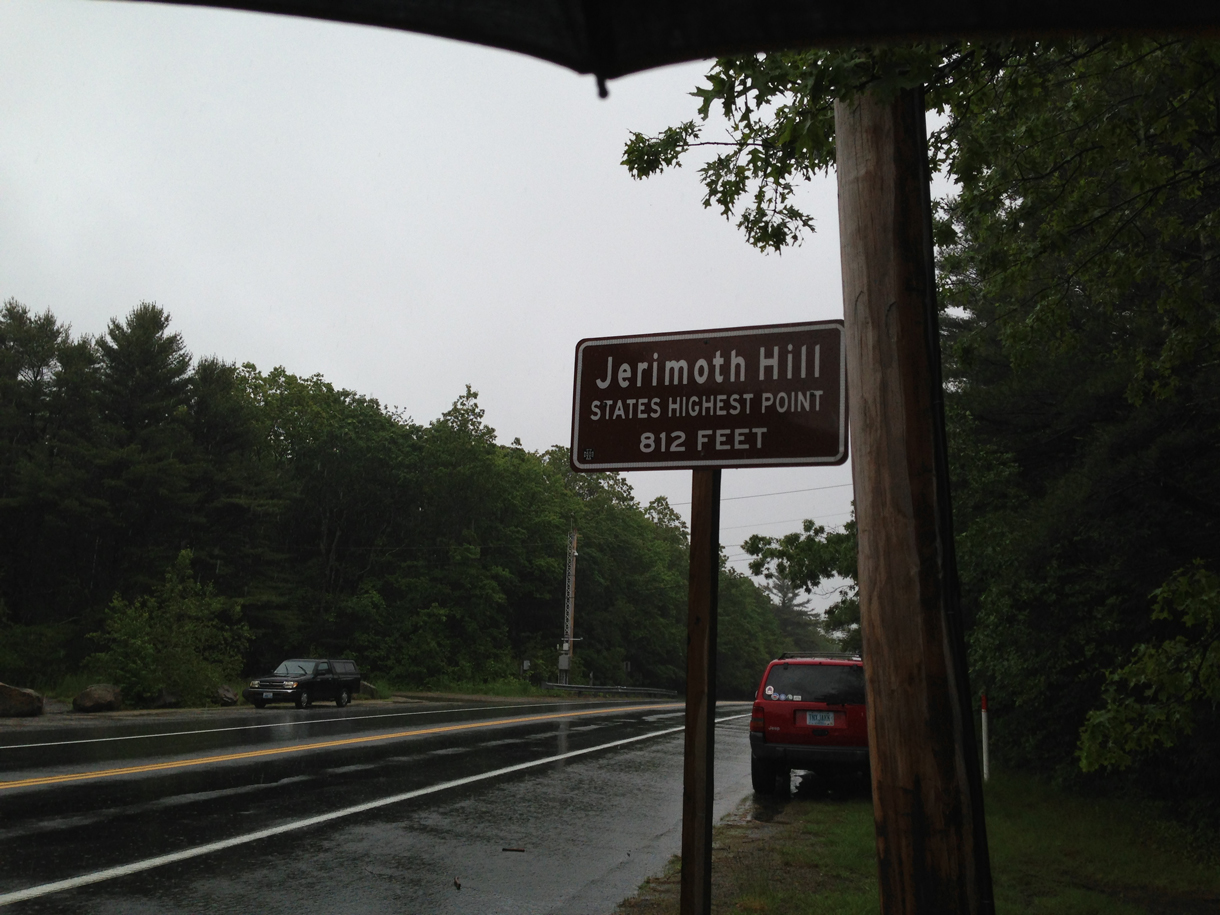 Jerimoth Hill
STATES HIGHEST POINT
812 FEET